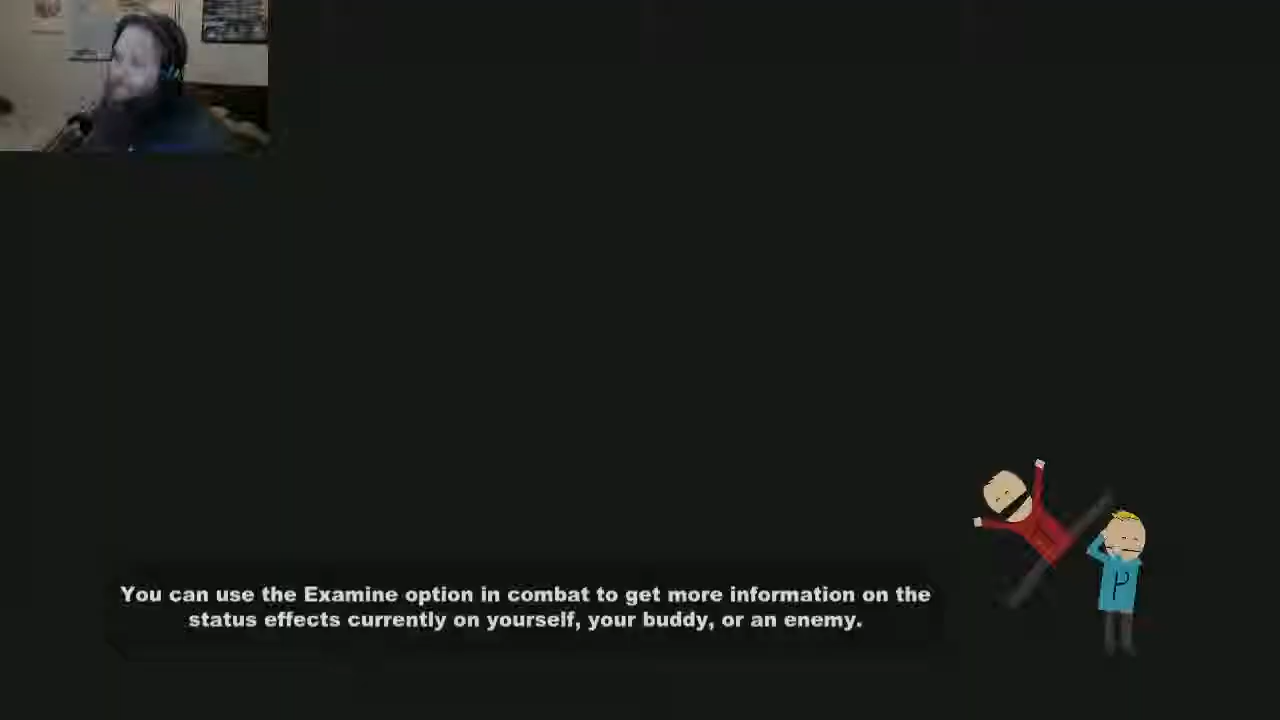 You can use the Examine option in combat to get more information on the
status effects currently on yourself, your buddy, or an enemy.
P